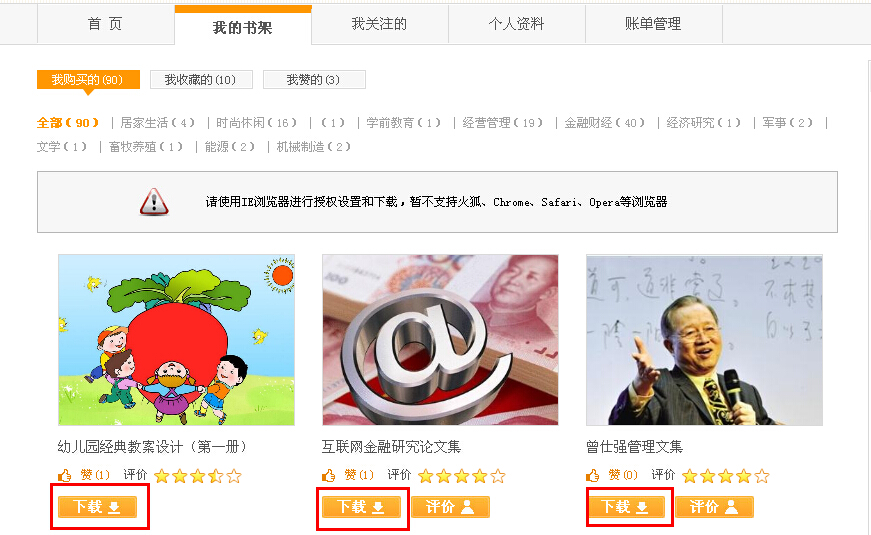 首 页 我的书架 我关注的 个人资料 账单管理
我购买的(90) 我收藏的(10) 我赞的(3)
全部(90) | 居家生活(4) | 时尚休闲(16) | (1) | 学前教育(1) | 经营管理(19) | 金融财经(40) | 经济研究(1) | 军事(2) |
文学(1) | 畜牧养殖(1) | 能源(2) | 机械制造(2)
请使用IE浏览器进行授权设置和下载，暂不支持火狐、Chrome、Safari、Opera等浏览器
100
道可,道非
幼儿园经典教案设计（第一册） 互联网金融研究论文集 曾仕强管理文集
赞(1) 评价 赞(1) 评价 赞(0) 评价
下载 下载 评价 下载 评价